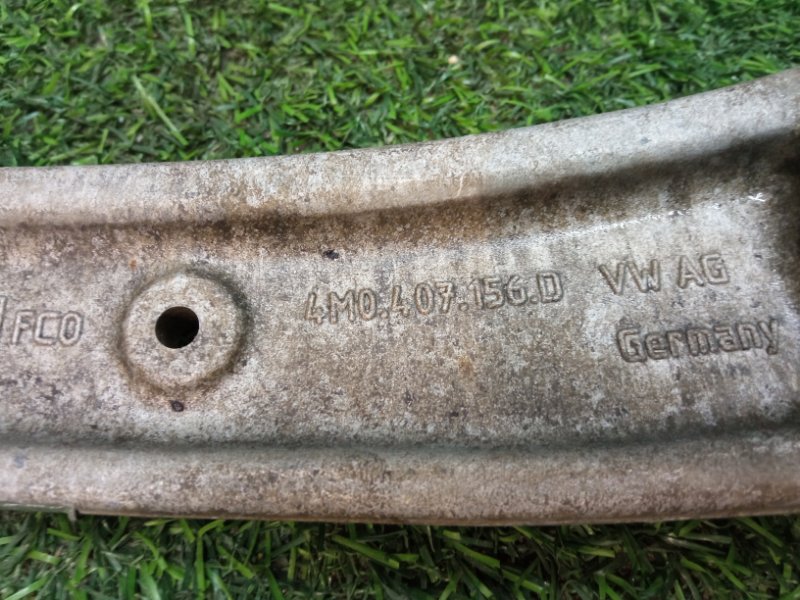 FCO
4M0.407.156.D VW AG
Germany